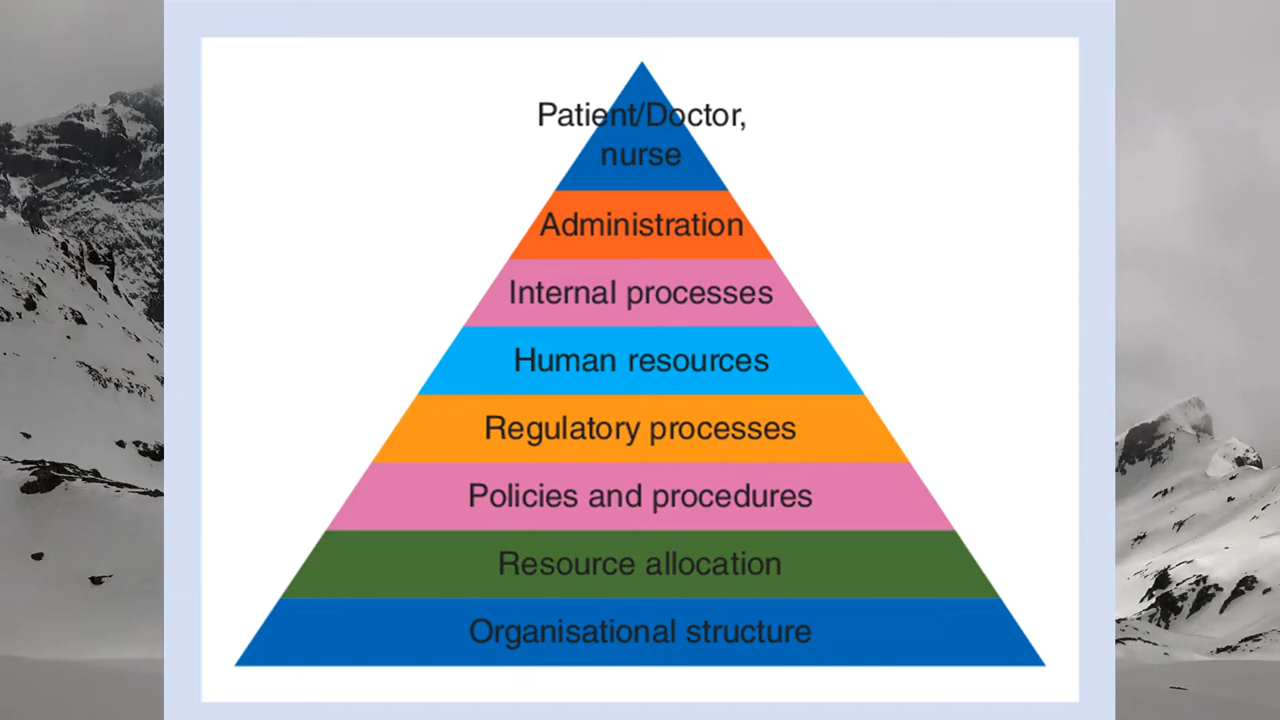 Patient/Doctor,
nurse
Administration
Internal processes
Human resources
Regulatory processes
Policies and procedures
Resource allocation
Organisational structure